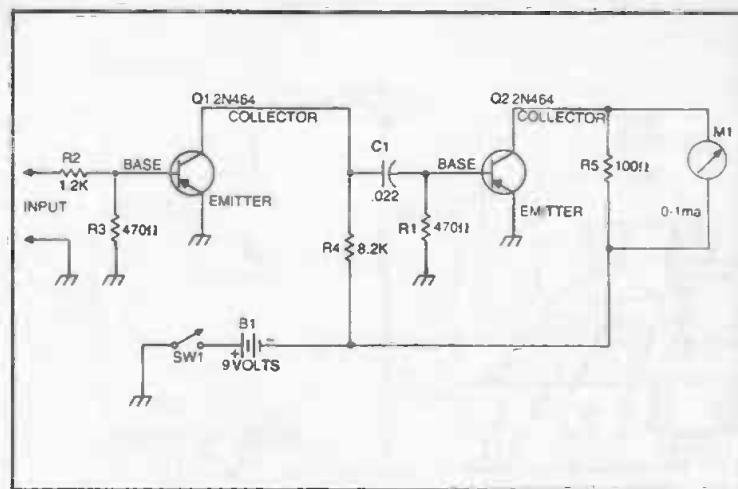 Q1 2N464
COLLECTOR
Q2 2N464
COLLECTOR
M1
R2
1.2K
BASE
C1
.022
BASE
R5
100Ω
INPUT
R3
470Ω
EMITTER
R4
8.2K
R1
470Ω
EMITTER
0-1ma
SW1
B1
+
-
9 VOLTS